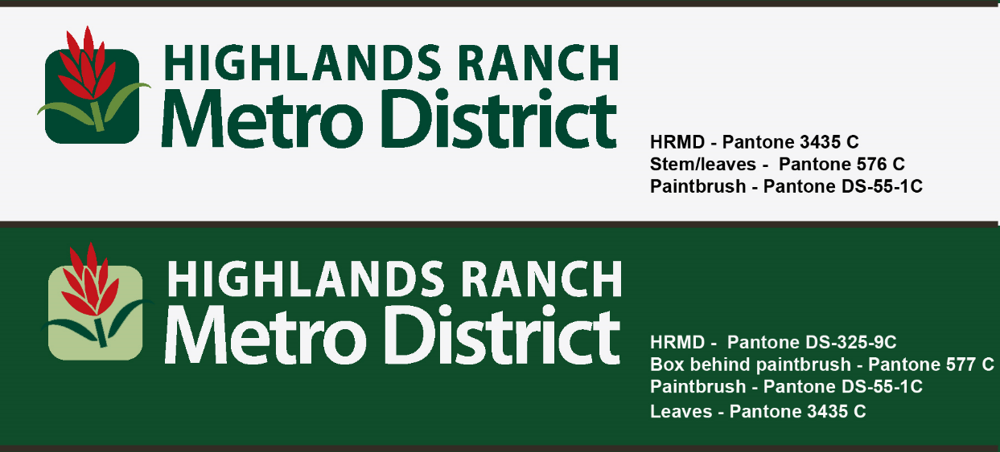 HIGHLANDS RANCH
Metro District
HRMD - Pantone 3435 C
Stem/leaves -  Pantone 576 C
Paintbrush - Pantone DS-55-1C
HIGHLANDS RANCH
Metro District
HRMD -  Pantone DS-325-9C
Box behind paintbrush - Pantone 577 C
Paintbrush - Pantone DS-55-1C
Leaves - Pantone 3435 C